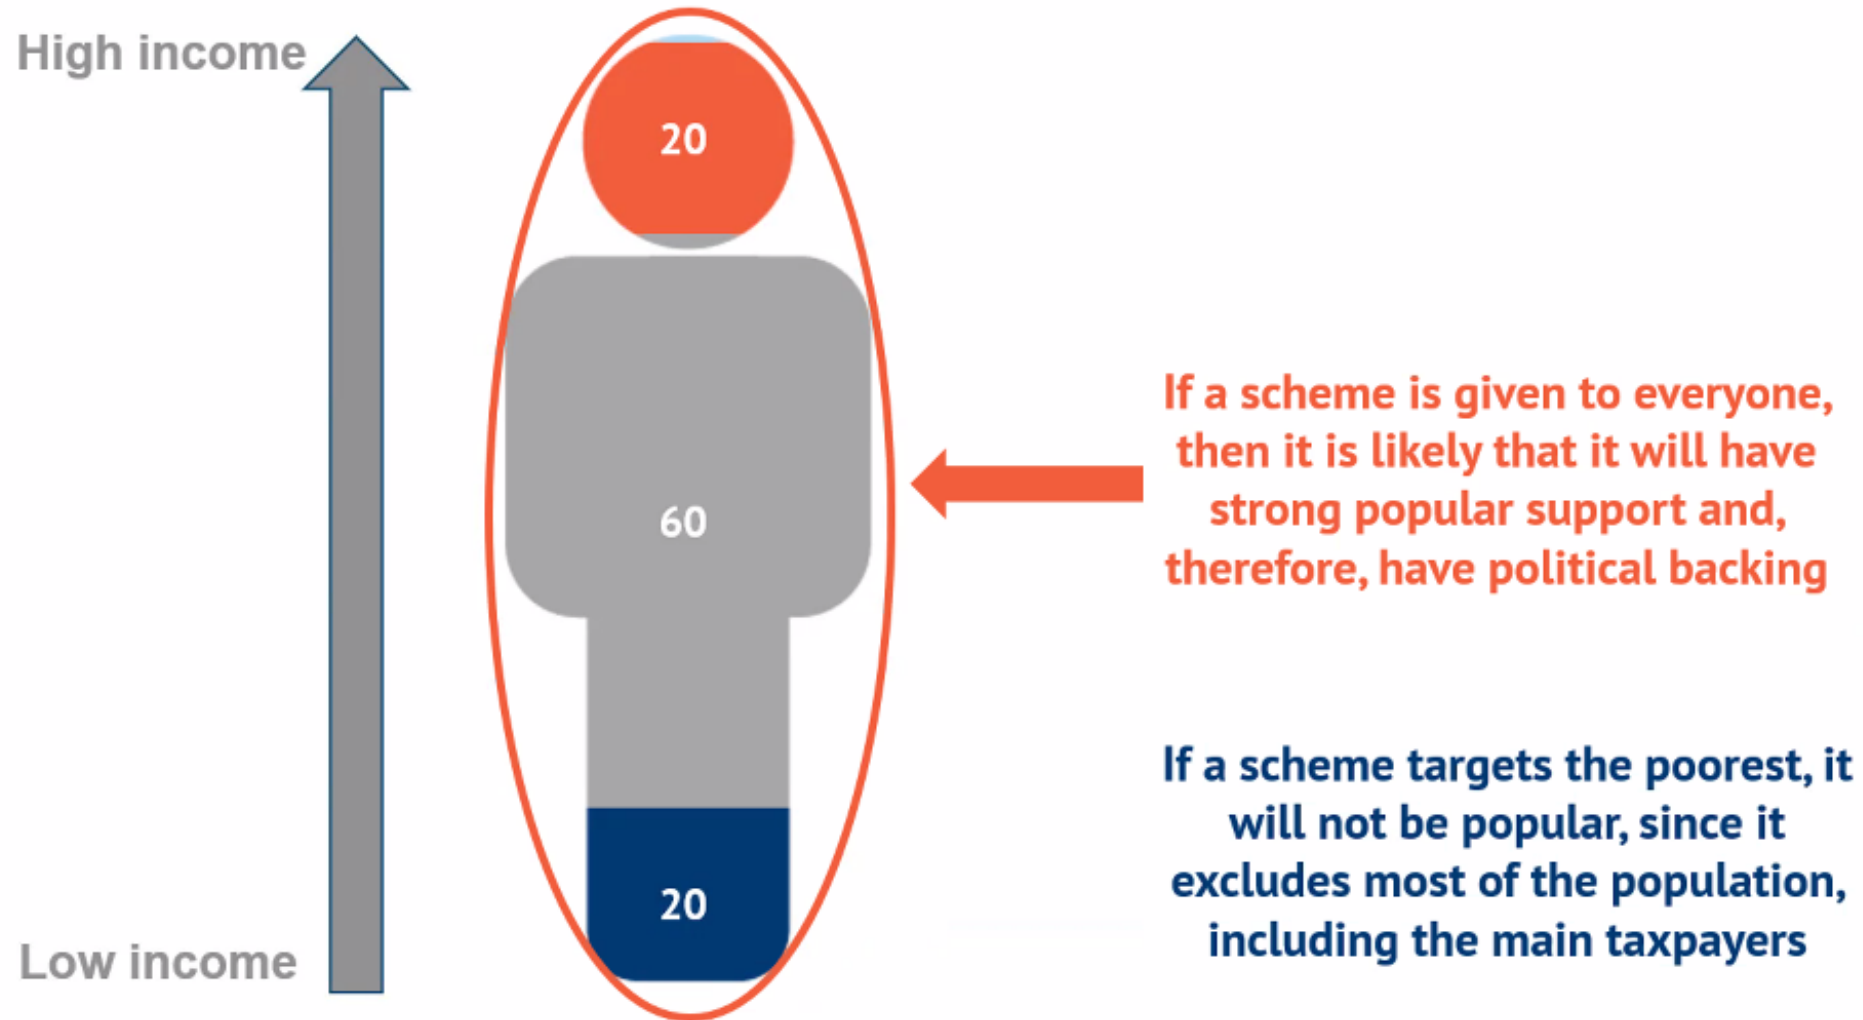 High income
20
60
If a scheme is given to everyone,
then it is likely that it will have
strong popular support and,
therefore, have political backing
If a scheme targets the poorest, it
will not be popular, since it
excludes most of the population,
including the main taxpayers
20
Low income